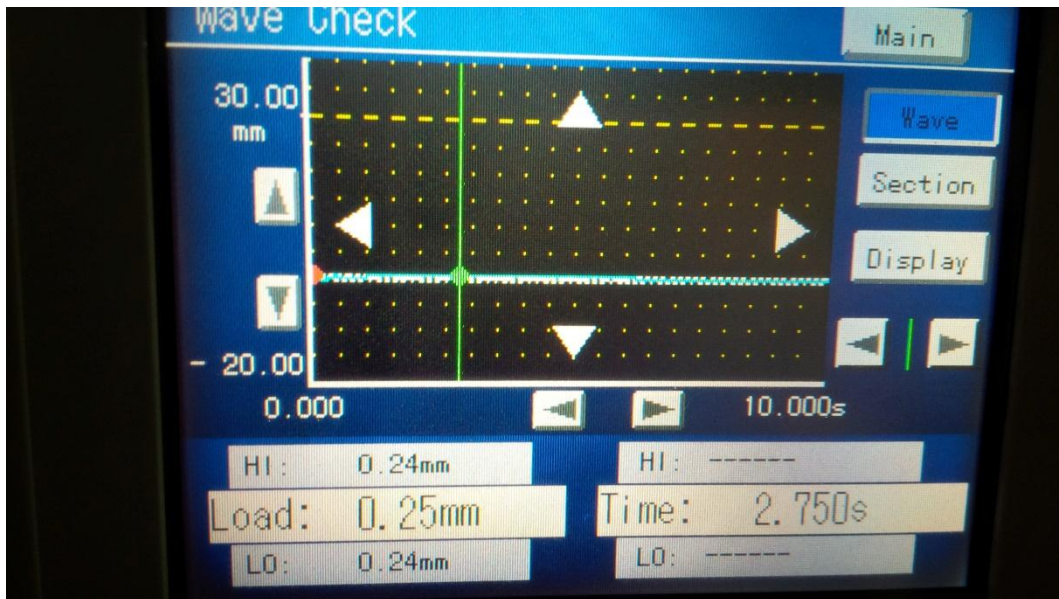 Wave Check
Main
30.00
mm
Wave
Section
Display
- 20.00
0.000
10.000s
HI: 0.24mm
HI: ------
Load: 0.25mm
Time: 2.750s
LO: 0.24mm
LO: ------